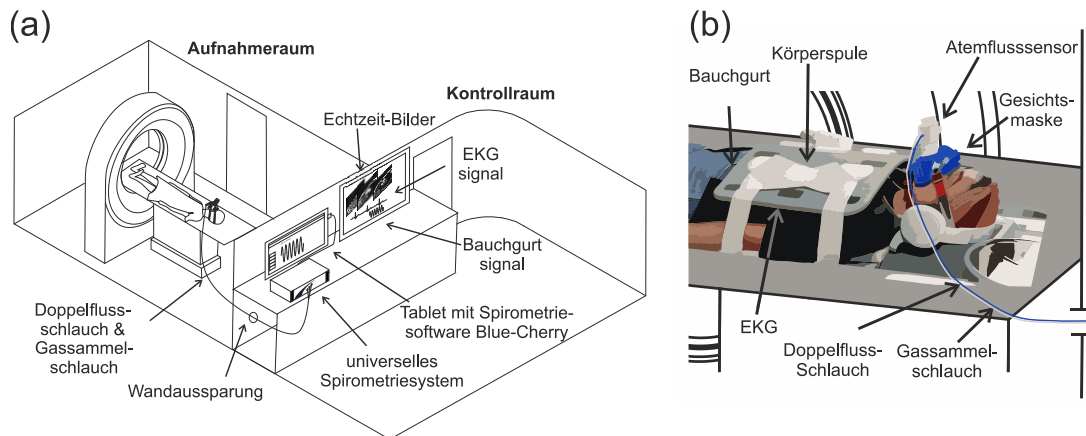 (a)
Aufnahmeraum
Kontrollraum
Echtzeit-Bilder
EKG
signal
Bauchgurt
signal
Tablet mit Spirometrie-
software Blue-Cherry
universelles
Spirometriesystem
Wandaussparung
Doppelfluss-
schlauch &
Gassammel-
schlauch
(b)
Atemflusssensor
Körperspule
Gesichts-
maske
Bauchgurt
EKG
Doppelfluss-
Schlauch
Gassammel-
schlauch